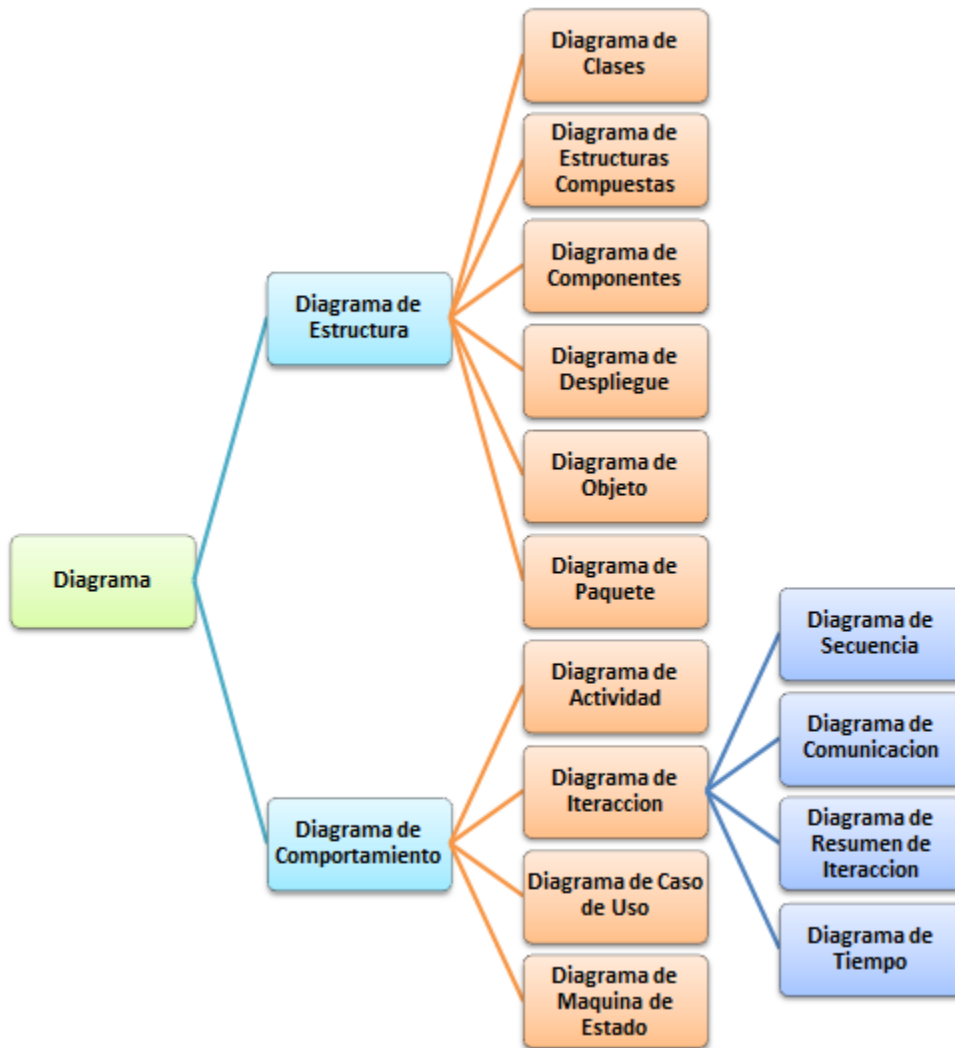 Diagrama
Diagrama de
Estructura
Diagrama de
Clases
Diagrama de
Estructuras
Compuestas
Diagrama de
Componentes
Diagrama de
Despliegue
Diagrama de
Objeto
Diagrama de
Paquete
Diagrama de
Comportamiento
Diagrama de
Actividad
Diagrama de
Iteraccion
Diagrama de
Secuencia
Diagrama de
Comunicacion
Diagrama de
Resumen de
Iteraccion
Diagrama de
Tiempo
Diagrama de Caso
de Uso
Diagrama de
Maquina de
Estado